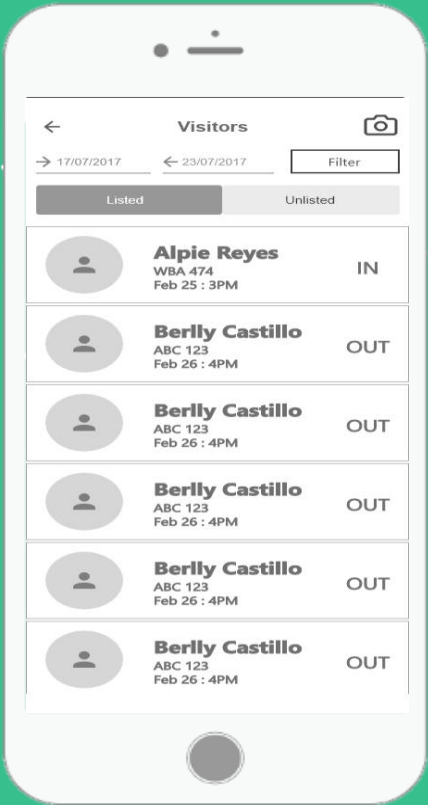 Visitors
17/07/2017 23/07/2017 Filter
Listed Unlisted
Alpie Reyes
WBA 474
Feb 25 : 3PM
IN
Berlly Castillo
ABC 123
Feb 26 : 4PM
OUT
Berlly Castillo
ABC 123
Feb 26 : 4PM
OUT
Berlly Castillo
ABC 123
Feb 26 : 4PM
OUT
Berlly Castillo
ABC 123
Feb 26 : 4PM
OUT
Berlly Castillo
ABC 123
Feb 26 : 4PM
OUT